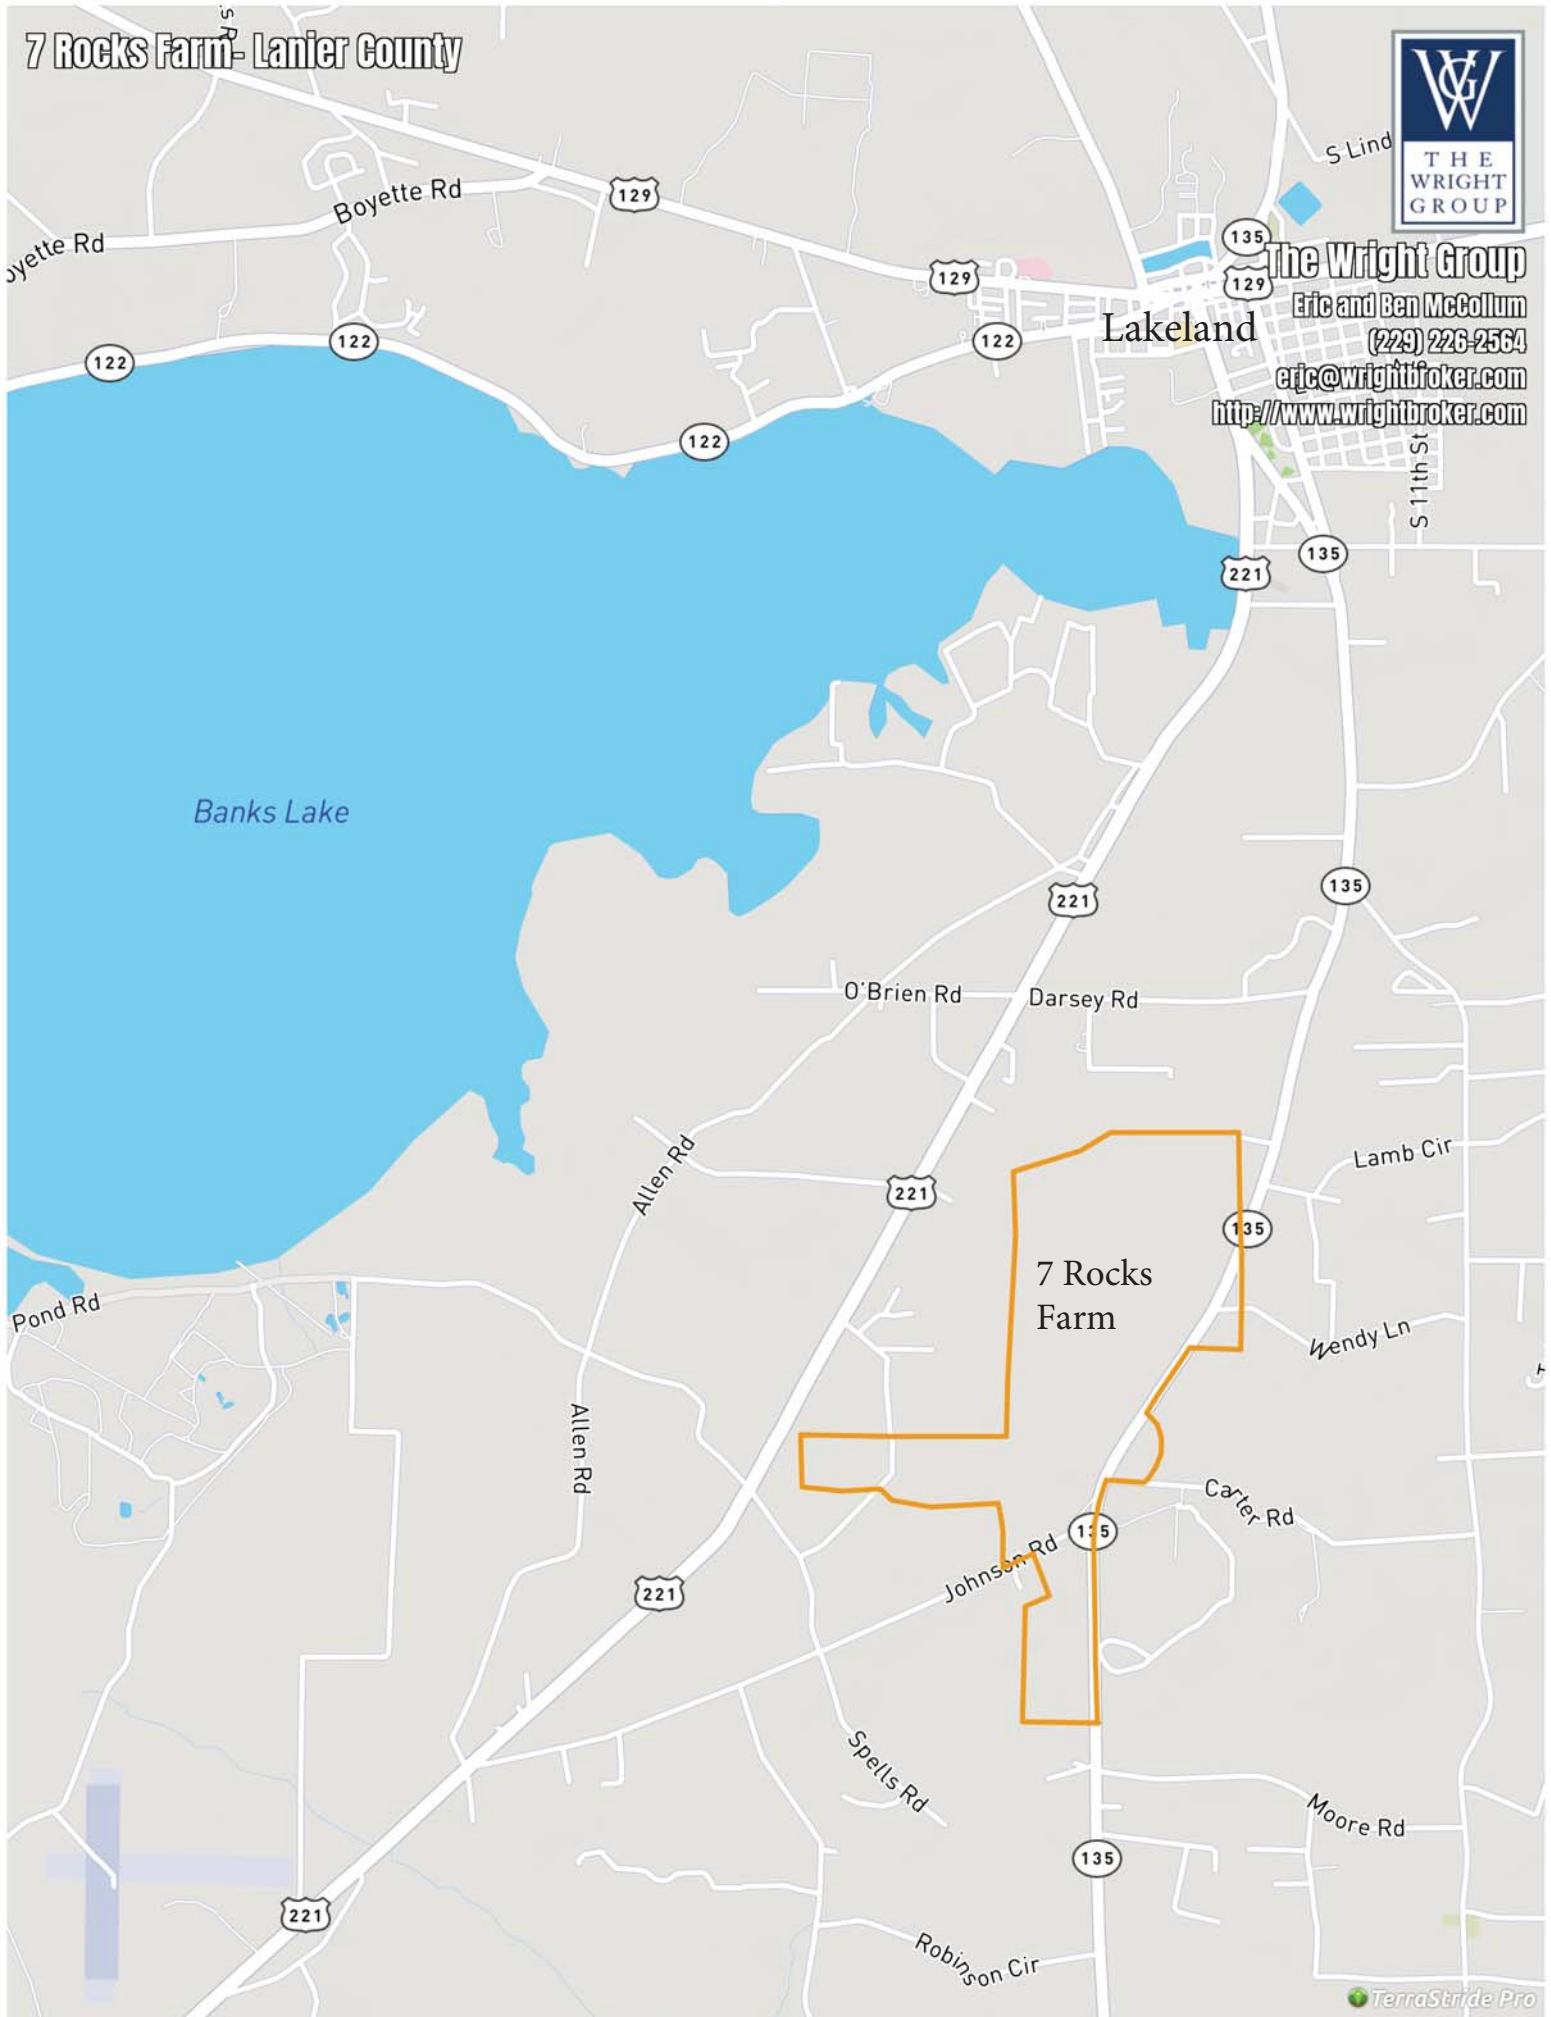 7 Rocks Farm- Lanier County
WGV
THE
WRIGHT
GROUP
S Lind
129
Boyette Rd
oyette Rd
135
129
129
The Wright Group
Eric and Ben McCollum
(229) 226-2564
eric@wrightbroker.com
http://www.wrightbroker.com
Lakeland
122
122
122
122
S 11th St
135
221
Banks Lake
135
221
O'Brien Rd
Darsey Rd
Allen Rd
Lamb Cir
221
135
7 Rocks
Farm
Pond Rd
Wendy Ln
Allen Rd
Carter Rd
135
Johnson Rd
221
Spells Rd
Moore Rd
135
221
Robinson Cir
TerraStride Pro